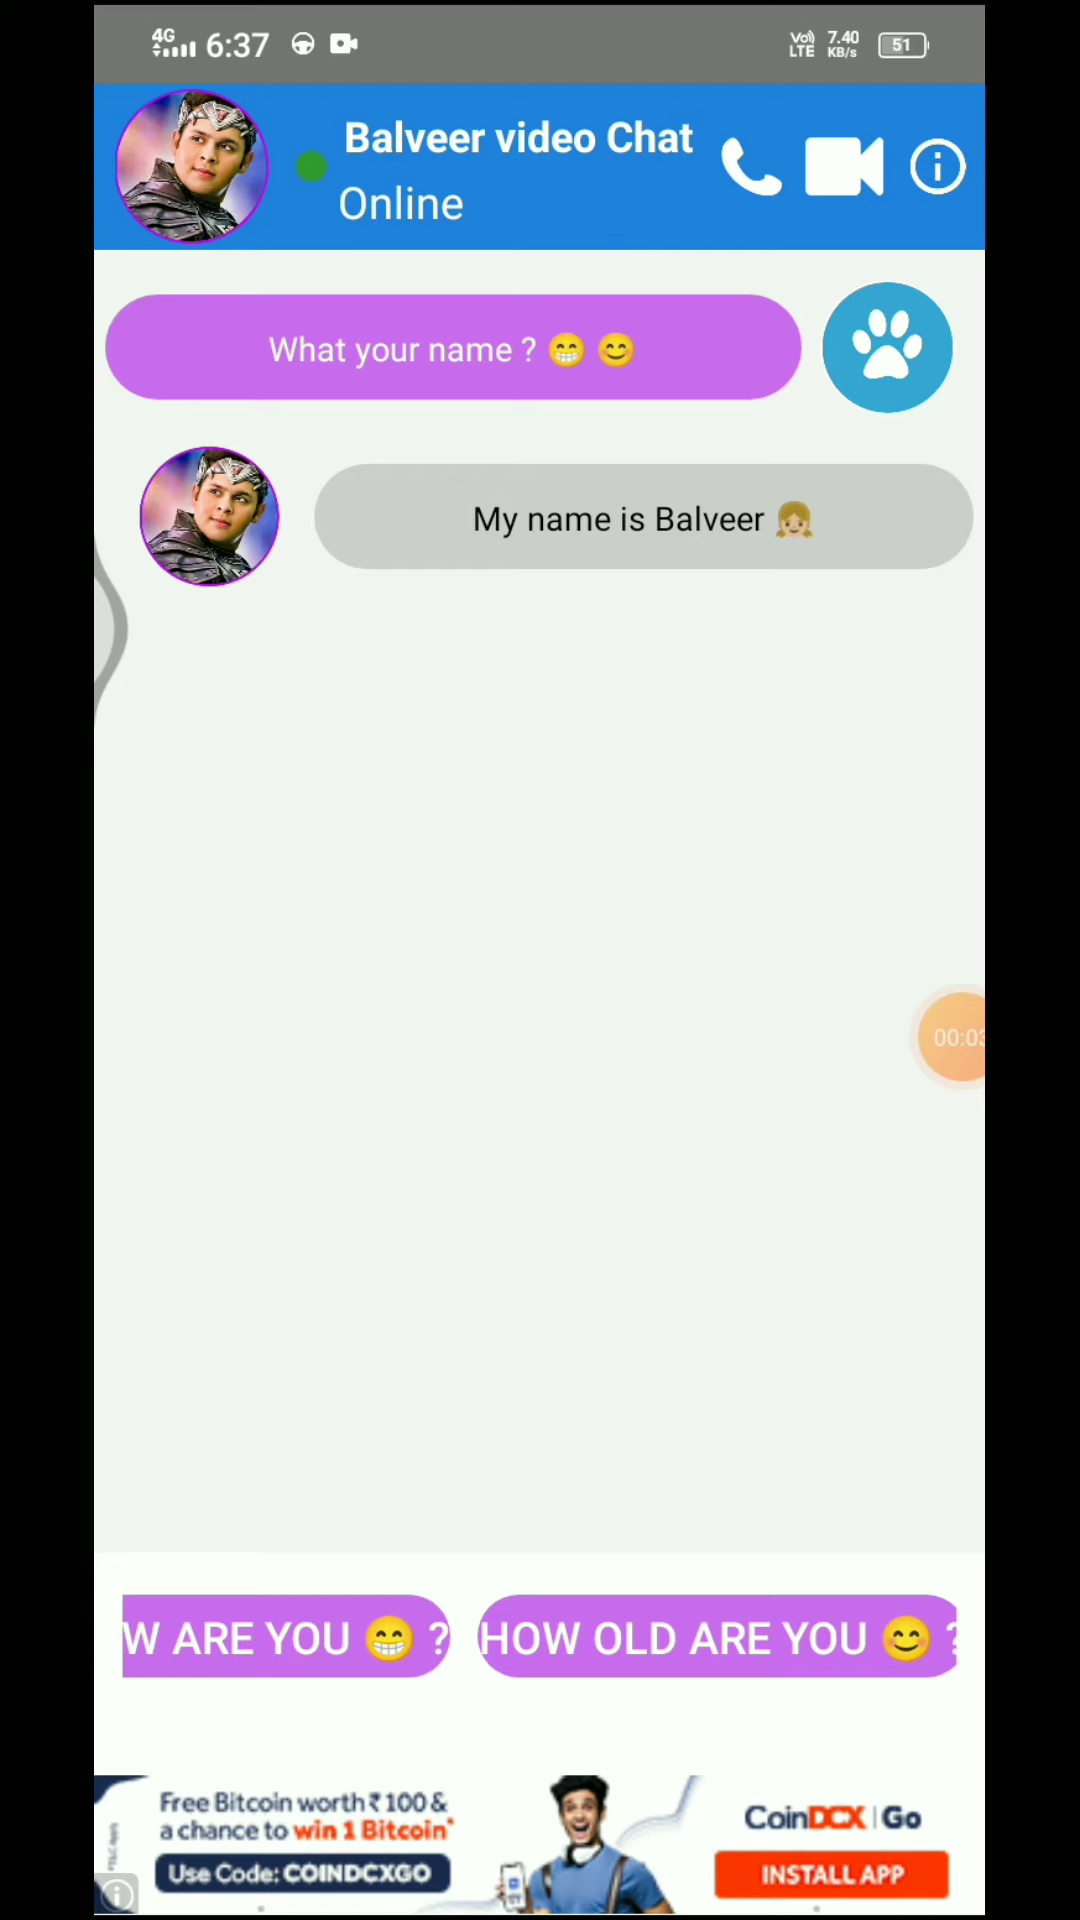 4G 6:37 Vo) LTE 7.40 KB/s 51
Balveer video Chat
Online
What your name ? 😁 😊
My name is Balveer 👧🏼
00:03
W ARE YOU 😁 ?
HOW OLD ARE YOU 😊 ?
Free Bitcoin worth ₹100 &
a chance to win 1 Bitcoin*
Use Code: COINDCXGO
CoinDCX | Go
INSTALL APP